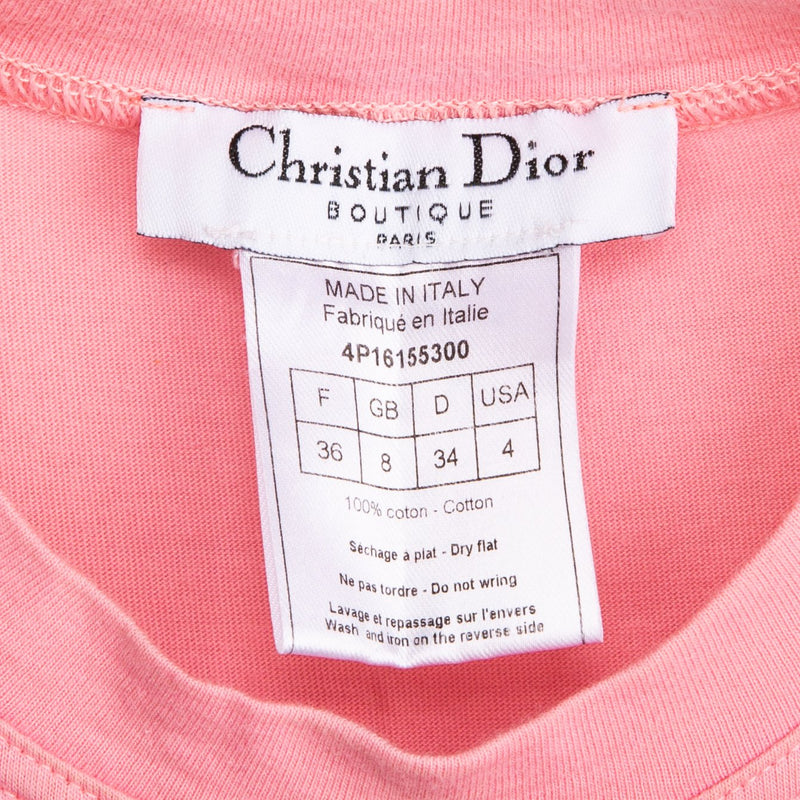 Christian Dior
BOUTIQUE
PARIS
MADE IN ITALY
Fabriqué en Italie
4P16155300
F GB D USA
36 8 34 4
100% coton - Cotton
Séchage à plat - Dry flat
Ne pas tordre - Do not wring
Lavage et repassage sur l'envers
Wash and iron on the reverse side